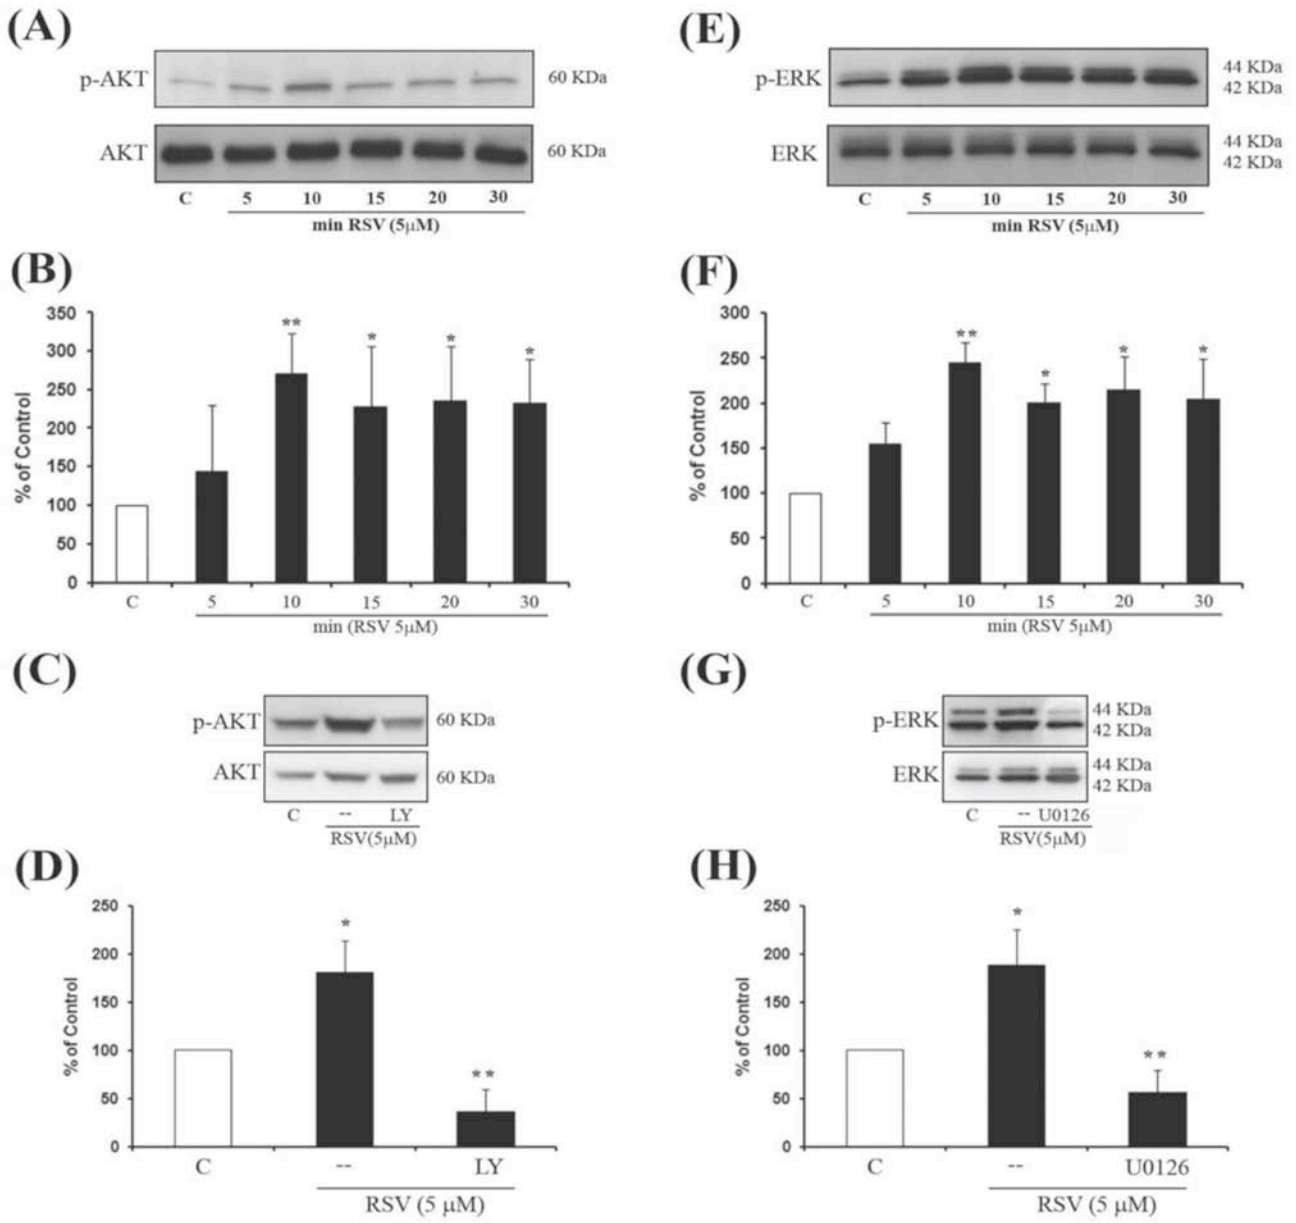 (A)
p-AKT 60 KDa
AKT 60 KDa
C 5 10 15 20 30
min RSV (5μM)
(B)
350
300
250
200
150
100
50
0
% of Control
** * * *
C 5 10 15 20 30
min (RSV 5μM)
(C)
p-AKT 60 KDa
AKT 60 KDa
C -- LY
RSV(5μM)
(D)
250
200
150
100
50
0
% of Control
*
**
C -- LY
RSV (5 μM)
(E)
p-ERK 44 KDa
42 KDa
ERK 44 KDa
42 KDa
C 5 10 15 20 30
min RSV (5μM)
(F)
300
250
200
150
100
50
0
% of Control
** * * *
C 5 10 15 20 30
min (RSV 5μM)
(G)
p-ERK 44 KDa
42 KDa
ERK 44 KDa
42 KDa
C -- U0126
RSV(5μM)
(H)
250
200
150
100
50
0
% of Control
*
**
C -- U0126
RSV (5 μM)